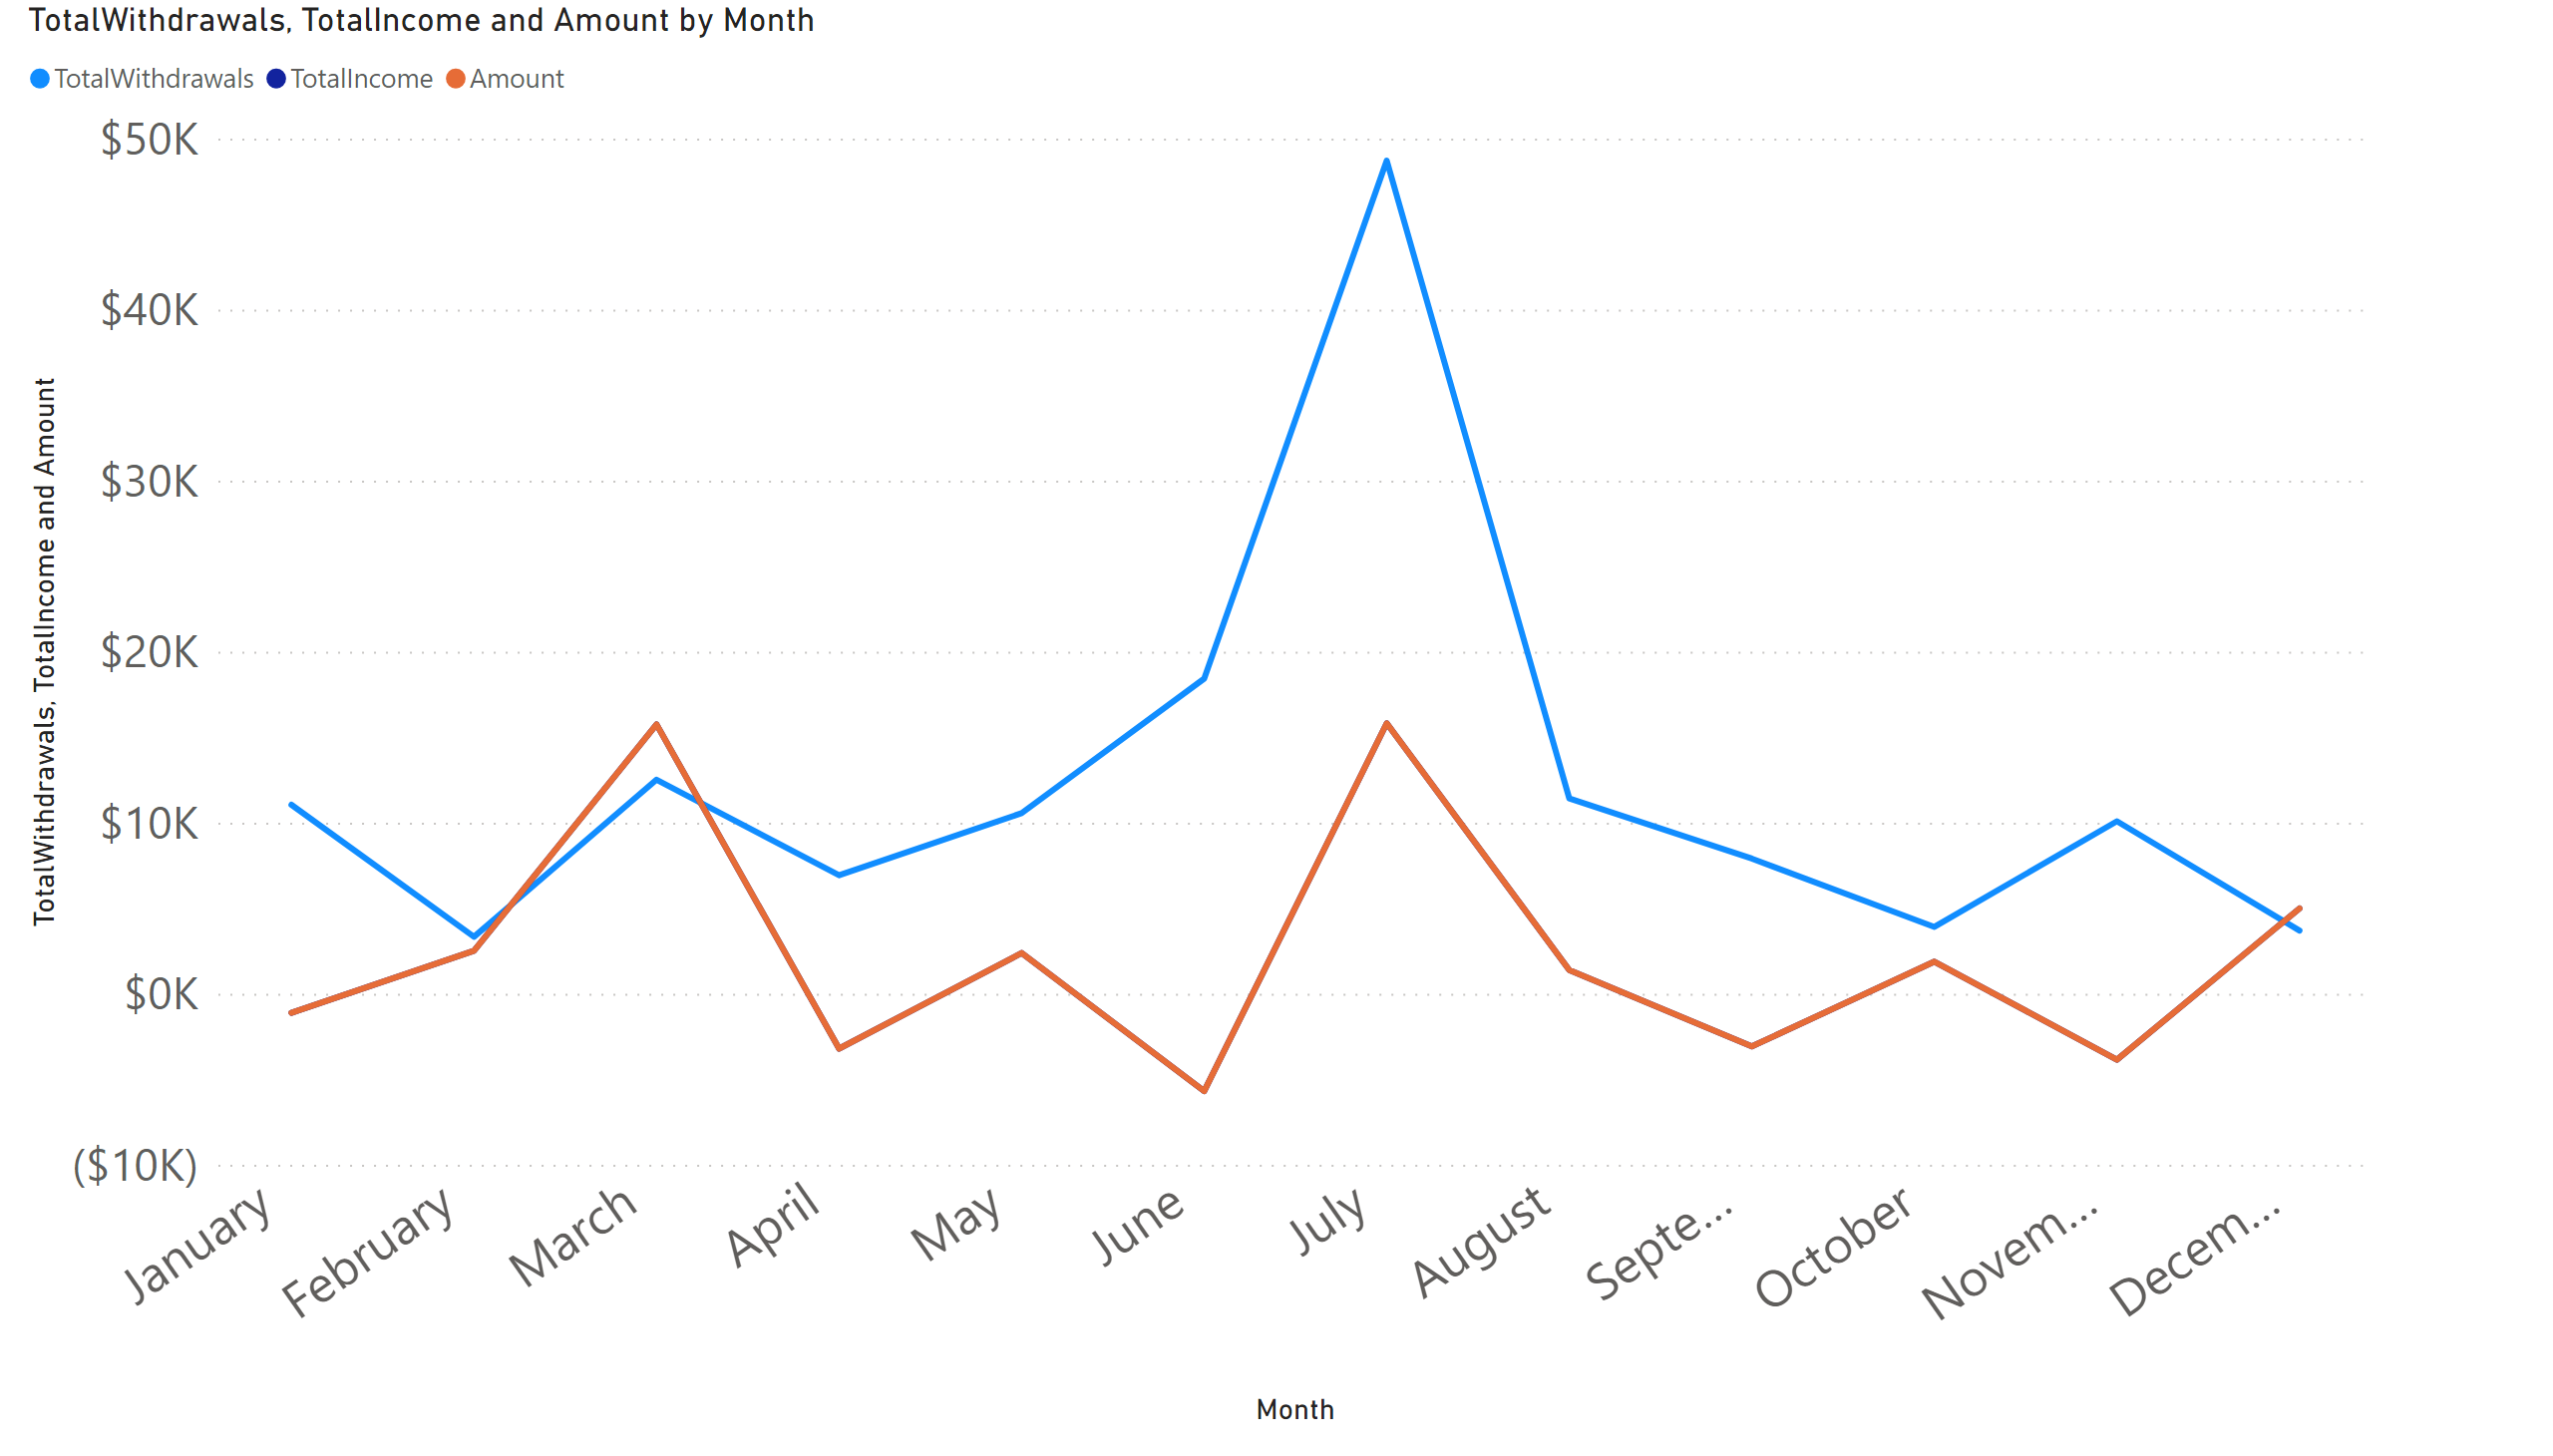 TotalWithdrawals, TotalIncome and Amount by Month
TotalWithdrawals TotalIncome Amount
TotalWithdrawals, TotalIncome and Amount
$50K
$40K
$30K
$20K
$10K
$0K
($10K)
January
February
March
April
May
June
July
August
Septe...
October
Novem...
Decem...
Month